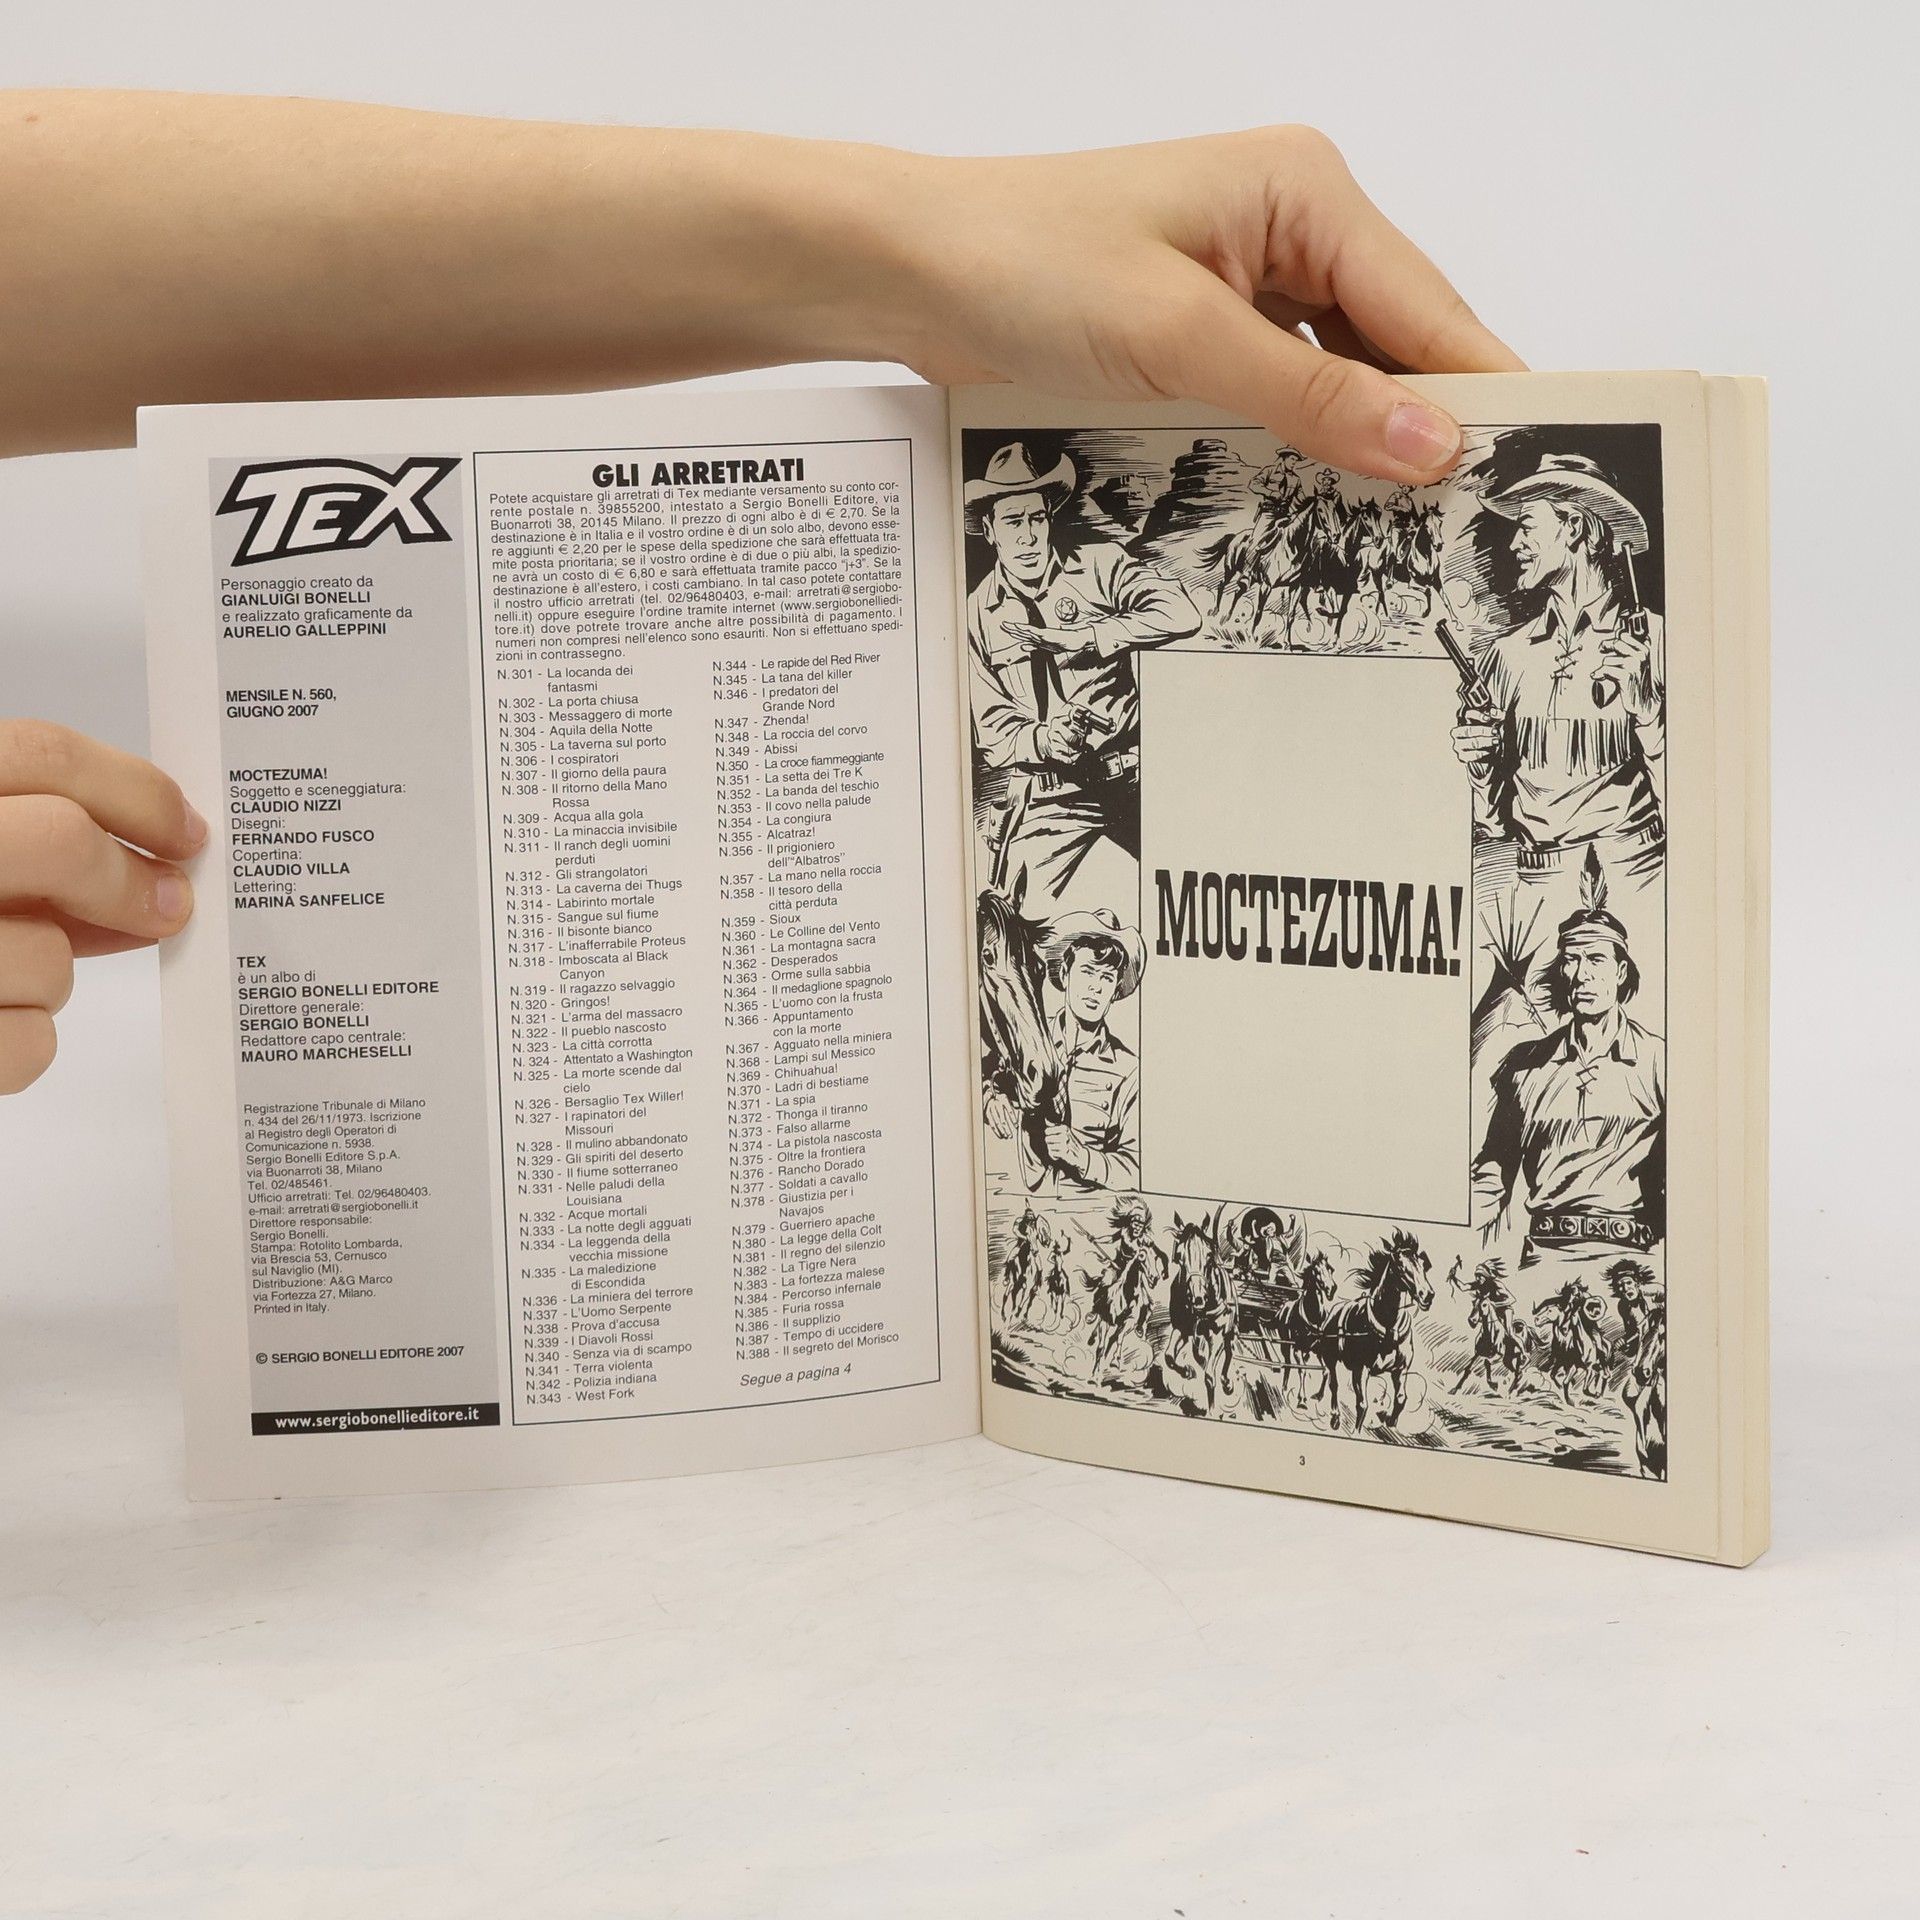 TEX
Personaggio creato da
GIANLUIGI BONELLI
e realizzato graficamente da
AURELIO GALLEPPINI
MENSILE N. 560,
GIUGNO 2007
MOCTEZUMA!
Soggetto e sceneggiatura:
CLAUDIO NIZZI
Disegni:
FERNANDO FUSCO
Copertina:
CLAUDIO VILLA
Lettering:
MARINA SANFELICE
TEX
è un albo di
SERGIO BONELLI EDITORE
Direttore generale:
SERGIO BONELLI
Redattore capo centrale:
MAURO MARCHESELLI
Registrazione Tribunale di Milano
n. 434 del 26/11/1973. Iscrizione
al Registro degli Operatori di
Comunicazione n. 5938.
Sergio Bonelli Editore S.p.A.
via Buonarroti 38, Milano
Tel. 02/485461.
Ufficio arretrati: Tel. 02/96480403.
e-mail: arretrati@sergiobonelli.it
Direttore responsabile:
Sergio Bonelli.
Stampa: Rotolito Lombarda,
via Brescia 53, Cernusco
sul Naviglio (MI).
Distribuzione: A&G Marco
via Fortezza 27, Milano.
Printed in Italy.
© SERGIO BONELLI EDITORE 2007
www.sergiobonellieditore.it
GLI ARRETRATI
Potete acquistare gli arretrati di Tex mediante versamento su conto cor-
rente postale n. 39855200, intestato a Sergio Bonelli Editore, via
Buonarroti 38, 20145 Milano. Il prezzo di ogni albo è di € 2,70. Se la
destinazione è in Italia e il vostro ordine è di un solo albo, devono esse-
re aggiunti € 2,20 per le spese della spedizione che sarà effettuata tra-
mite posta prioritaria; se il vostro ordine è di due o più albi, la spedizio-
ne avrà un costo di € 6,80 e sarà effettuata tramite pacco “j+3”. Se la
destinazione è all'estero, i costi cambiano. In tal caso potete contattare
il nostro ufficio arretrati (tel. 02/96480403, e-mail: arretrati@sergiobo-
nelli.it) oppure eseguire l'ordine tramite internet (www.sergiobonelliedi-
tore.it) dove potrete trovare anche altre possibilità di pagamento. I
numeri non compresi nell'elenco sono esauriti. Non si effettuano spedi-
zioni in contrassegno.
N. 301 - La locanda dei
fantasmi
N. 302 - La porta chiusa
N. 303 - Messaggero di morte
N. 304 - Aquila della Notte
N. 305 - La taverna sul porto
N. 306 - I cospiratori
N. 307 - Il giorno della paura
N. 308 - Il ritorno della Mano
Rossa
N. 309 - Acqua alla gola
N. 310 - La minaccia invisibile
N. 311 - Il ranch degli uomini
perduti
N. 312 - Gli strangolatori
N. 313 - La caverna dei Thugs
N. 314 - Labirinto mortale
N. 315 - Sangue sul fiume
N. 316 - Il bisonte bianco
N. 317 - L'inafferrabile Proteus
N. 318 - Imboscata al Black
Canyon
N. 319 - Il ragazzo selvaggio
N. 320 - Gringos!
N. 321 - L'arma del massacro
N. 322 - Il pueblo nascosto
N. 323 - La città corrotta
N. 324 - Attentato a Washington
N. 325 - La morte scende dal
cielo
N. 326 - Bersaglio Tex Willer!
N. 327 - I rapinatori del
Missouri
N. 328 - Il mulino abbandonato
N. 329 - Gli spiriti del deserto
N. 330 - Il fiume sotterraneo
N. 331 - Nelle paludi della
Louisiana
N. 332 - Acque mortali
N. 333 - La notte degli agguati
N. 334 - La leggenda della
vecchia missione
N. 335 - La maledizione
di Escondida
N. 336 - La miniera del terrore
N. 337 - L'Uomo Serpente
N. 338 - Prova d'accusa
N. 339 - I Diavoli Rossi
N. 340 - Senza via di scampo
N. 341 - Terra violenta
N. 342 - Polizia indiana
N. 343 - West Fork
N. 344 - Le rapide del Red River
N. 345 - La tana del killer
N. 346 - I predatori del
Grande Nord
N. 347 - Zhenda!
N. 348 - La roccia del corvo
N. 349 - Abissi
N. 350 - La croce fiammeggiante
N. 351 - La setta dei Tre K
N. 352 - La banda del teschio
N. 353 - Il covo nella palude
N. 354 - La congiura
N. 355 - Alcatraz!
N. 356 - Il prigioniero
dell'“Albatros”
N. 357 - La mano nella roccia
N. 358 - Il tesoro della
città perduta
N. 359 - Sioux
N. 360 - Le Colline del Vento
N. 361 - La montagna sacra
N. 362 - Desperados
N. 363 - Orme sulla sabbia
N. 364 - Il medaglione spagnolo
N. 365 - L'uomo con la frusta
N. 366 - Appuntamento
con la morte
N. 367 - Agguato nella miniera
N. 368 - Lampi sul Messico
N. 369 - Chihuahua!
N. 370 - Ladri di bestiame
N. 371 - La spia
N. 372 - Thonga il tiranno
N. 373 - Falso allarme
N. 374 - La pistola nascosta
N. 375 - Oltre la frontiera
N. 376 - Rancho Dorado
N. 377 - Soldati a cavallo
N. 378 - Giustizia per i
Navajos
N. 379 - Guerriero apache
N. 380 - La legge della Colt
N. 381 - Il regno del silenzio
N. 382 - La Tigre Nera
N. 383 - La fortezza malese
N. 384 - Percorso infernale
N. 385 - Furia rossa
N. 386 - Il supplizio
N. 387 - Tempo di uccidere
N. 388 - Il segreto del Morisco
Segue a pagina 4
MOCTEZUMA!
3